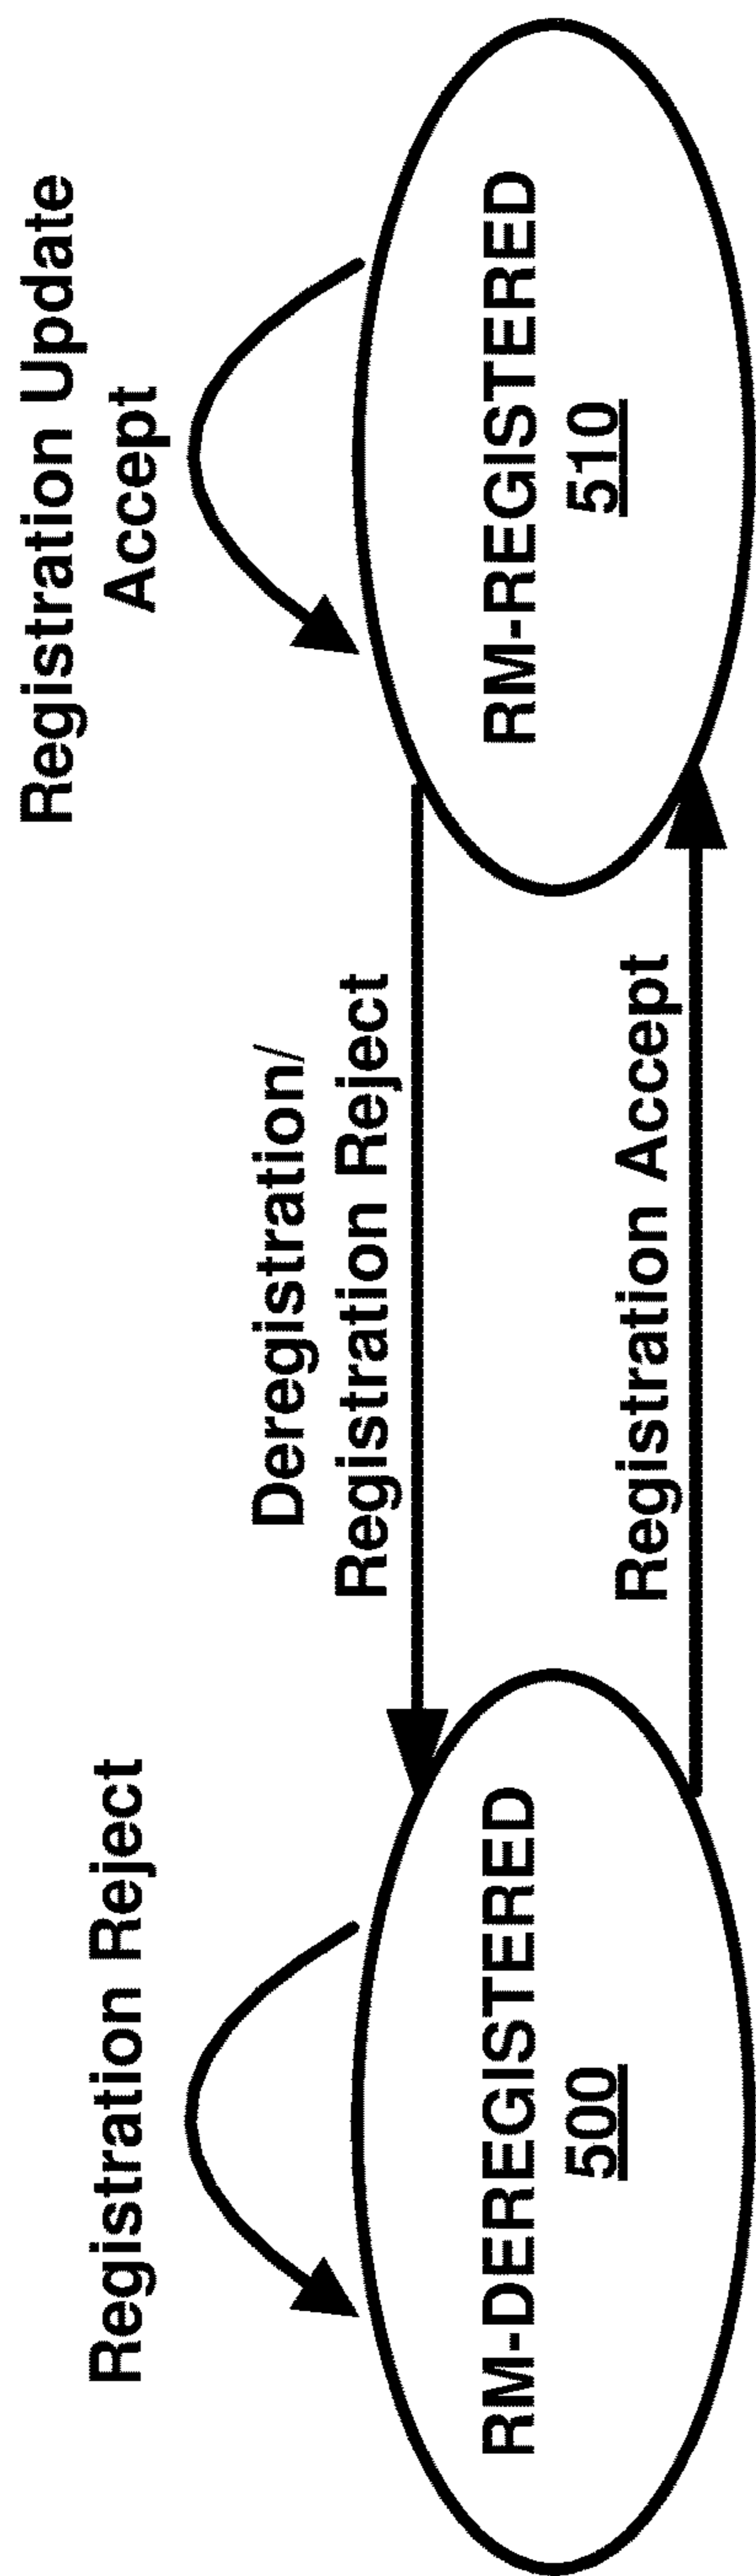 Registration Reject
RM-DEREGISTERED
500
Deregistration/
Registration Reject
Registration Accept
Registration Update
Accept
RM-REGISTERED
510